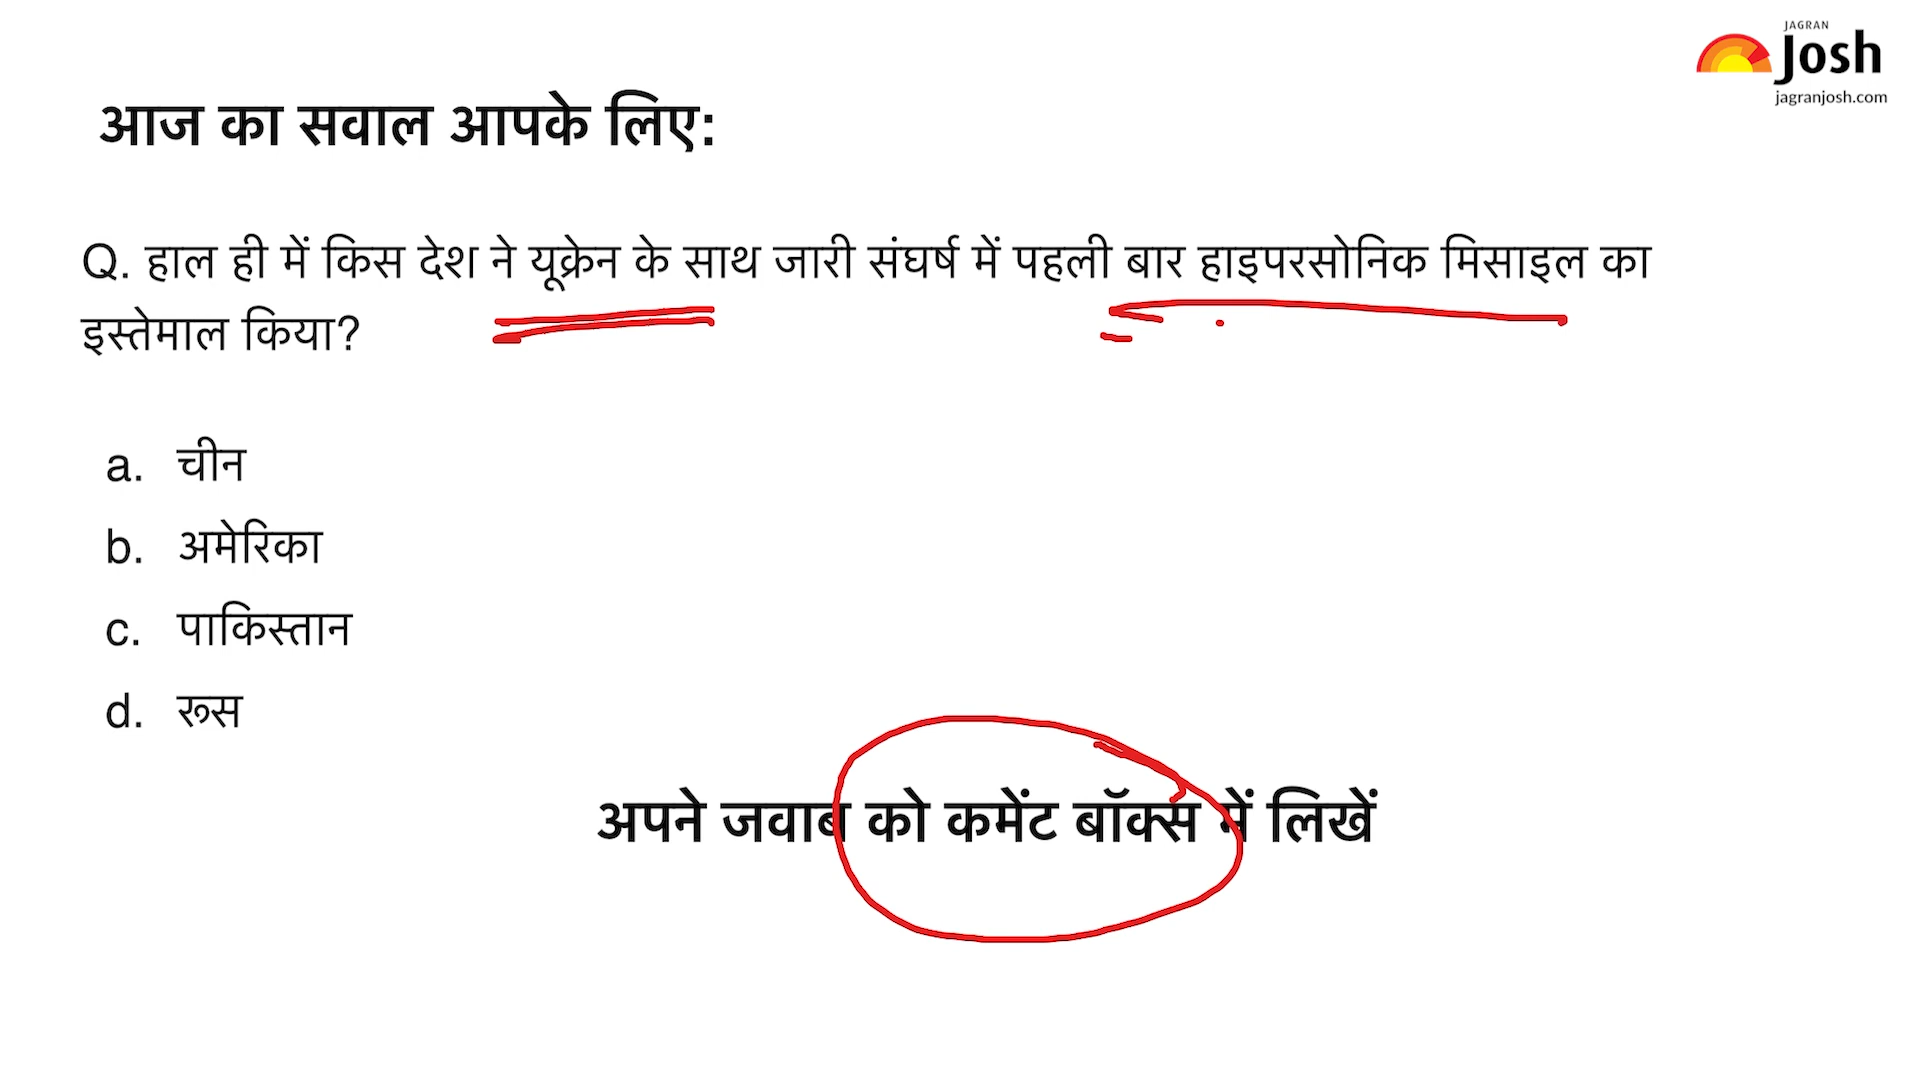 JAGRAN
Josh
jagranjosh.com
आज का सवाल आपके लिए:
Q. हाल ही में किस देश ने यूक्रेन के साथ जारी संघर्ष में पहली बार हाइपरसोनिक मिसाइल का
इस्तेमाल किया?
a. चीन
b. अमेरिका
c. पाकिस्तान
d. रूस
अपने जवाब को कमेंट बॉक्स में लिखें